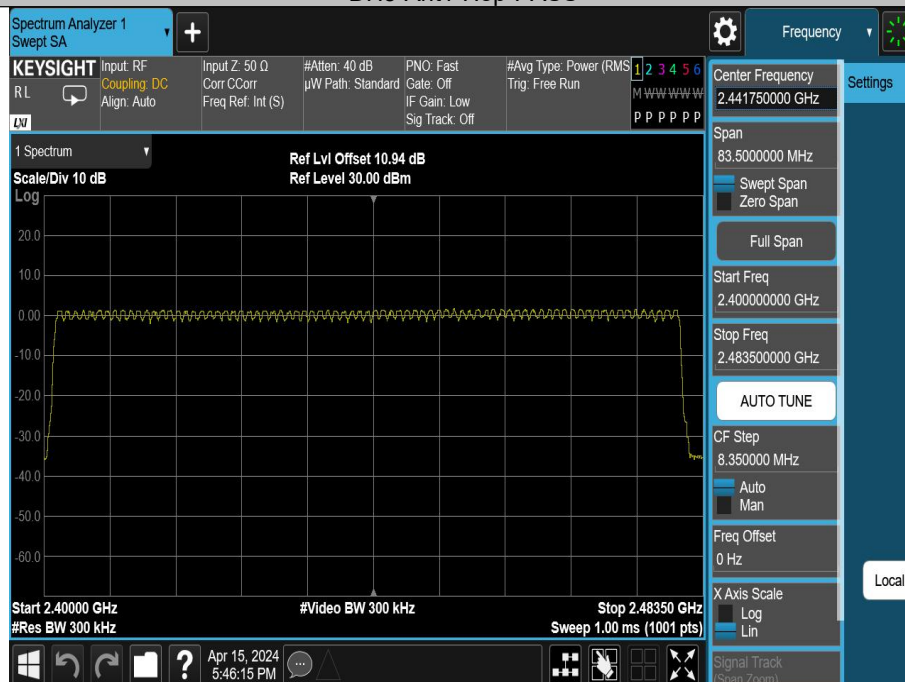 Spectrum Analyzer 1
Swept SA
Frequency
KEYSIGHT
RL
LXI
Input: RF
Coupling: DC
Align: Auto
Input Z: 50 Ω
Corr CCorr
Freq Ref: Int (S)
#Atten: 40 dB
µW Path: Standard
PNO: Fast
Gate: Off
IF Gain: Low
Sig Track: Off
#Avg Type: Power (RMS
Trig: Free Run
1 2 3 4 5 6
M W W W W W
P P P P P P
1 Spectrum
Scale/Div 10 dB
Log
Ref Lvl Offset 10.94 dB
Ref Level 30.00 dBm
20.0
10.0
0.00
-10.0
-20.0
-30.0
-40.0
-50.0
-60.0
Start 2.40000 GHz
#Res BW 300 kHz
#Video BW 300 kHz
Stop 2.48350 GHz
Sweep 1.00 ms (1001 pts)
Center Frequency
2.441750000 GHz
Settings
Span
83.5000000 MHz
Swept Span
Zero Span
Full Span
Start Freq
2.400000000 GHz
Stop Freq
2.483500000 GHz
AUTO TUNE
CF Step
8.350000 MHz
Auto
Man
Freq Offset
0 Hz
X Axis Scale
Log
Lin
Local
Signal Track
(Span Zoom)
?
Apr 15, 2024
5:46:15 PM